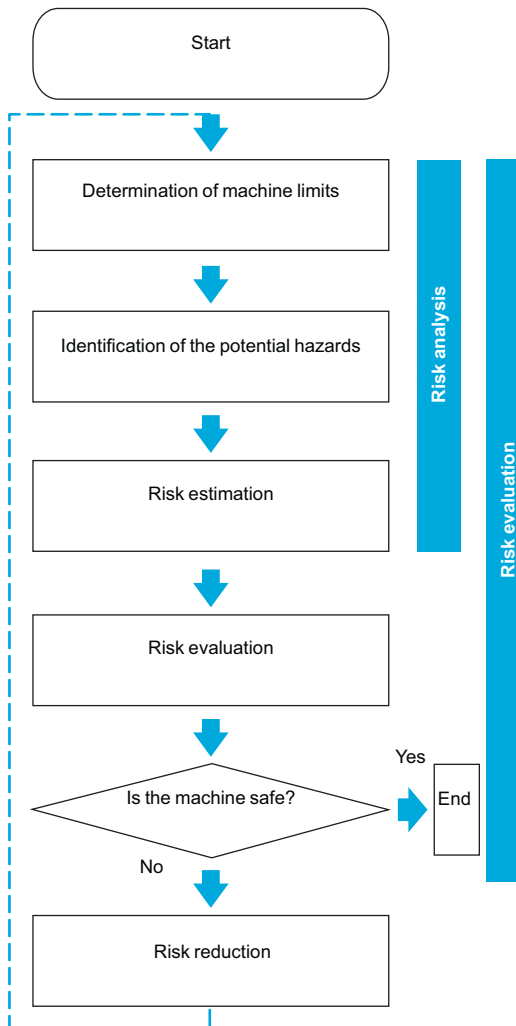 Start
Determination of machine limits
Identification of the potential hazards
Risk estimation
Risk evaluation
Is the machine safe?
Yes
End
No
Risk reduction
Risk analysis
Risk evaluation